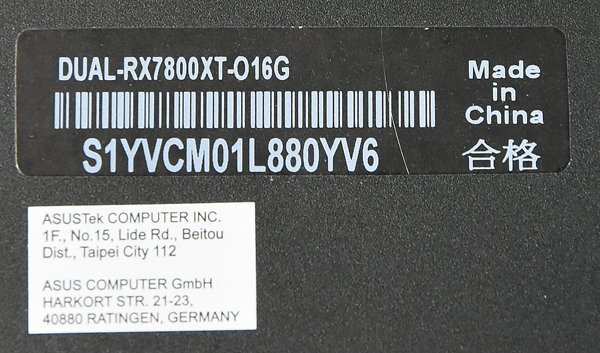 DUAL-RX7800XT-O16G
S1YVCM01L880YV6
Made
in
China
合格
ASUSTek COMPUTER INC.
1F., No.15, Lide Rd., Beitou
Dist., Taipei City 112
ASUS COMPUTER GmbH
HARKORT STR. 21-23,
40880 RATINGEN, GERMANY